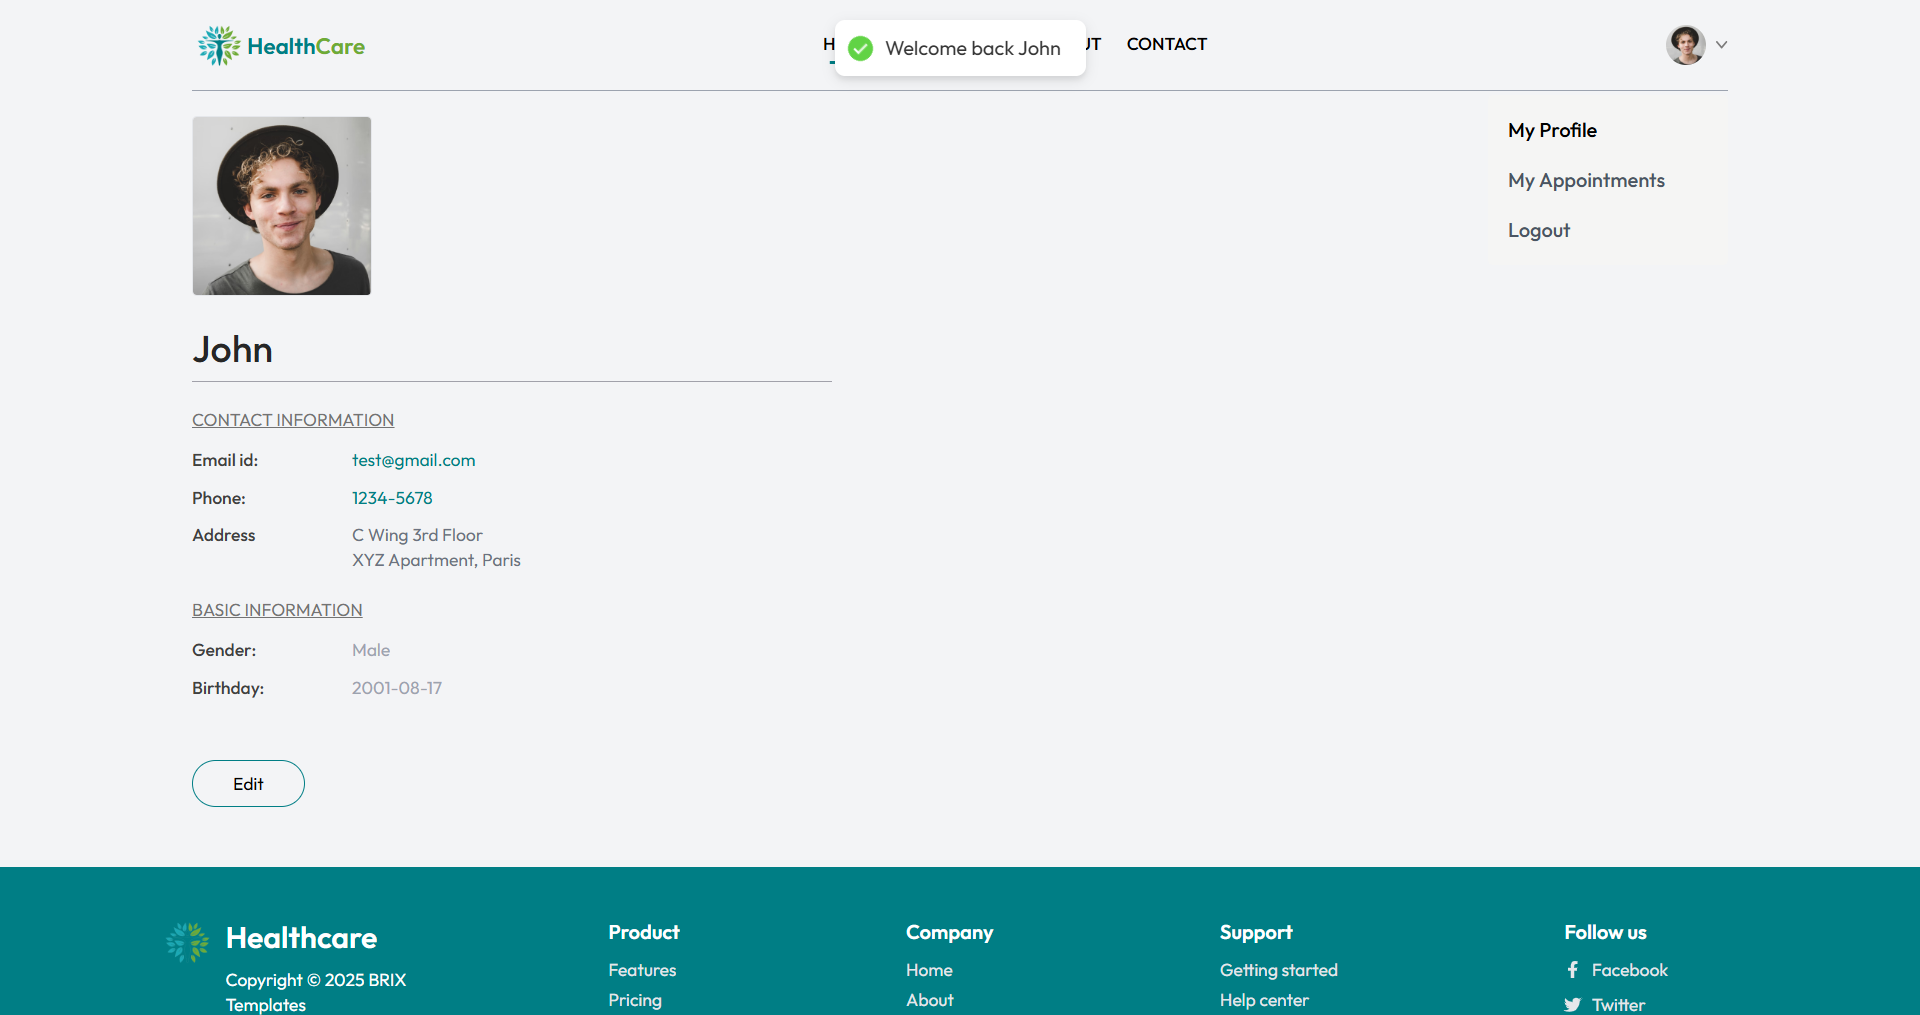 HealthCare
Welcome back John
CONTACT
My Profile
My Appointments
Logout
John
CONTACT INFORMATION
Email id: test@gmail.com
Phone: 1234-5678
Address C Wing 3rd Floor
XYZ Apartment, Paris
BASIC INFORMATION
Gender: Male
Birthday: 2001-08-17
Edit
Healthcare
Copyright © 2025 BRIX
Templates
Product
Features
Pricing
Company
Home
About
Support
Getting started
Help center
Follow us
Facebook
Twitter